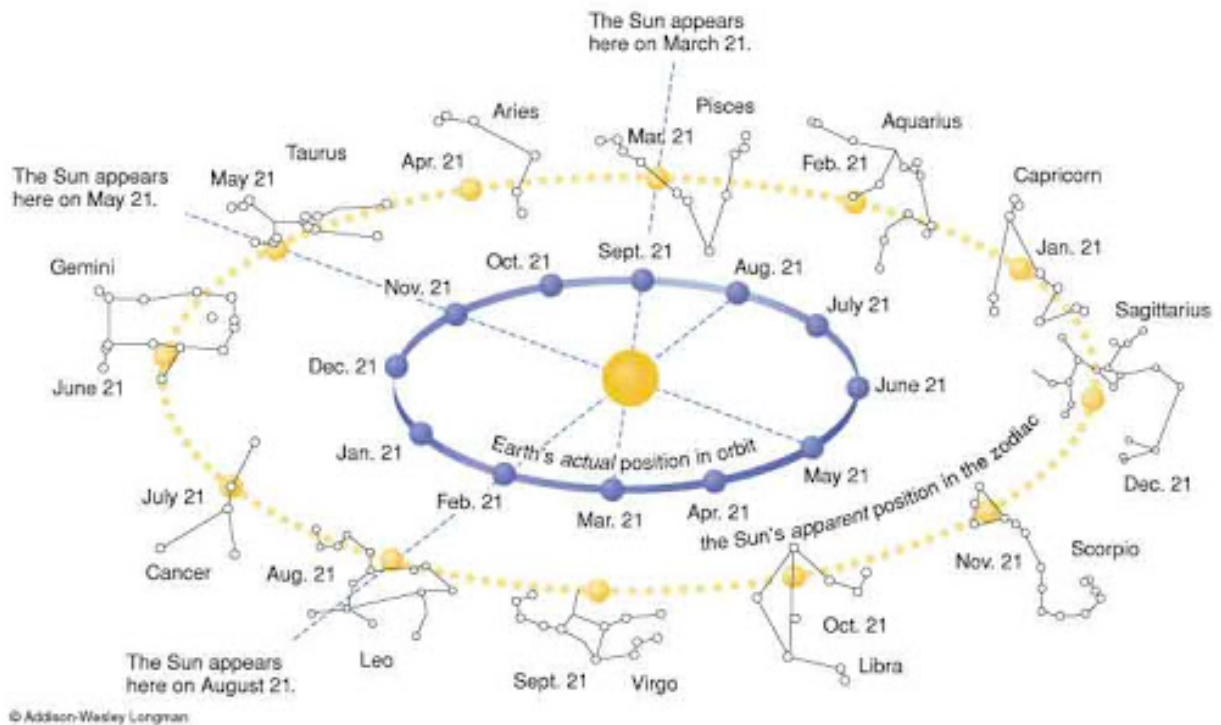 The Sun appears
here on March 21.
Pisces
Mar. 21
Aries
Aquarius
Apr. 21
Feb. 21
Taurus
The Sun appears
here on May 21.
May 21
Capricorn
Jan. 21
Sept. 21
Oct. 21
Aug. 21
Gemini
Nov. 21
July 21
Sagittarius
Dec. 21
June 21
June 21
Earth's actual position in orbit
Jan. 21
May 21
the Sun's apparent position in the zodiac
Dec. 21
July 21
Feb. 21
Mar. 21
Apr. 21
Cancer
Aug. 21
Nov. 21
Scorpio
Oct. 21
Libra
The Sun appears
here on August 21.
Leo
Sept. 21
Virgo
© Addison-Wesley Longman